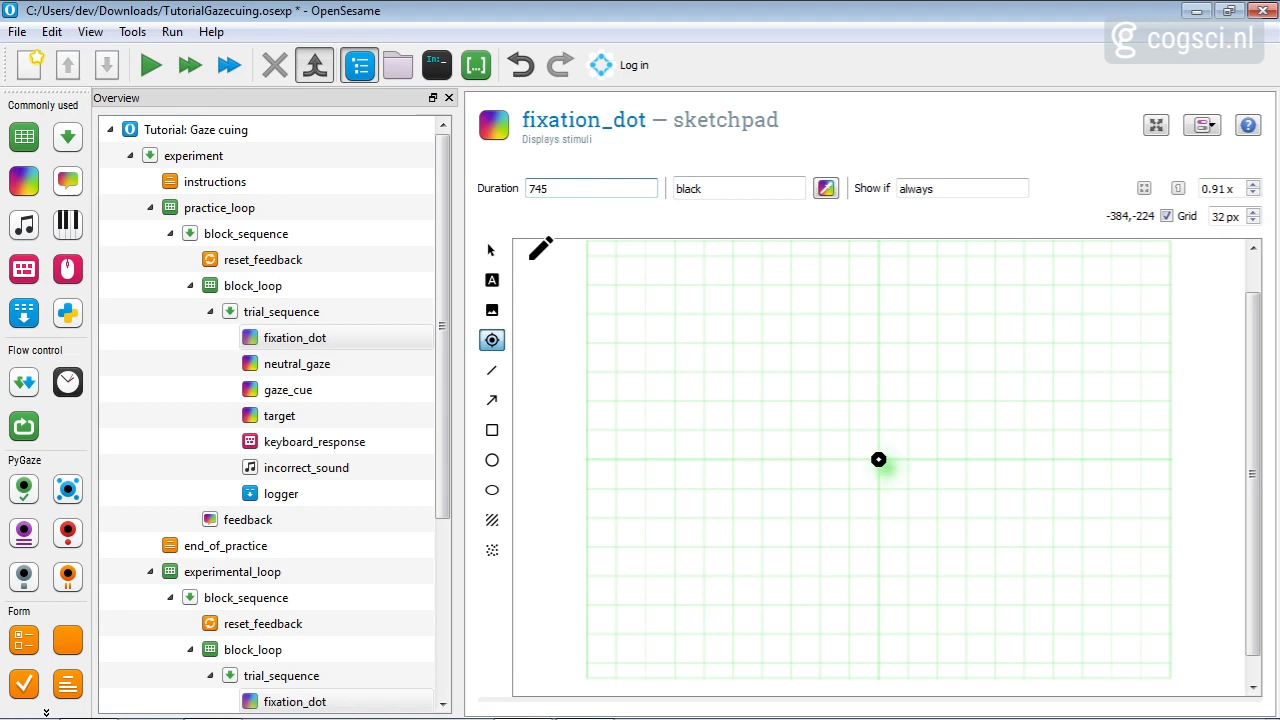 C:/Users/dev/Downloads/TutorialGazecuing.osexp * - OpenSesame
cogsci.nl
File Edit View Tools Run Help
In:_
Log in
Commonly used
Flow control
PyGaze
Form
Overview
Tutorial: Gaze cuing
experiment
instructions
practice_loop
block_sequence
reset_feedback
block_loop
trial_sequence
fixation_dot
neutral_gaze
gaze_cue
target
keyboard_response
incorrect_sound
logger
feedback
end_of_practice
experimental_loop
block_sequence
reset_feedback
block_loop
trial_sequence
fixation_dot
fixation_dot — sketchpad
Displays stimuli
Duration 745 black Show if always 0.91 x
-384,-224 Grid 32 px
A